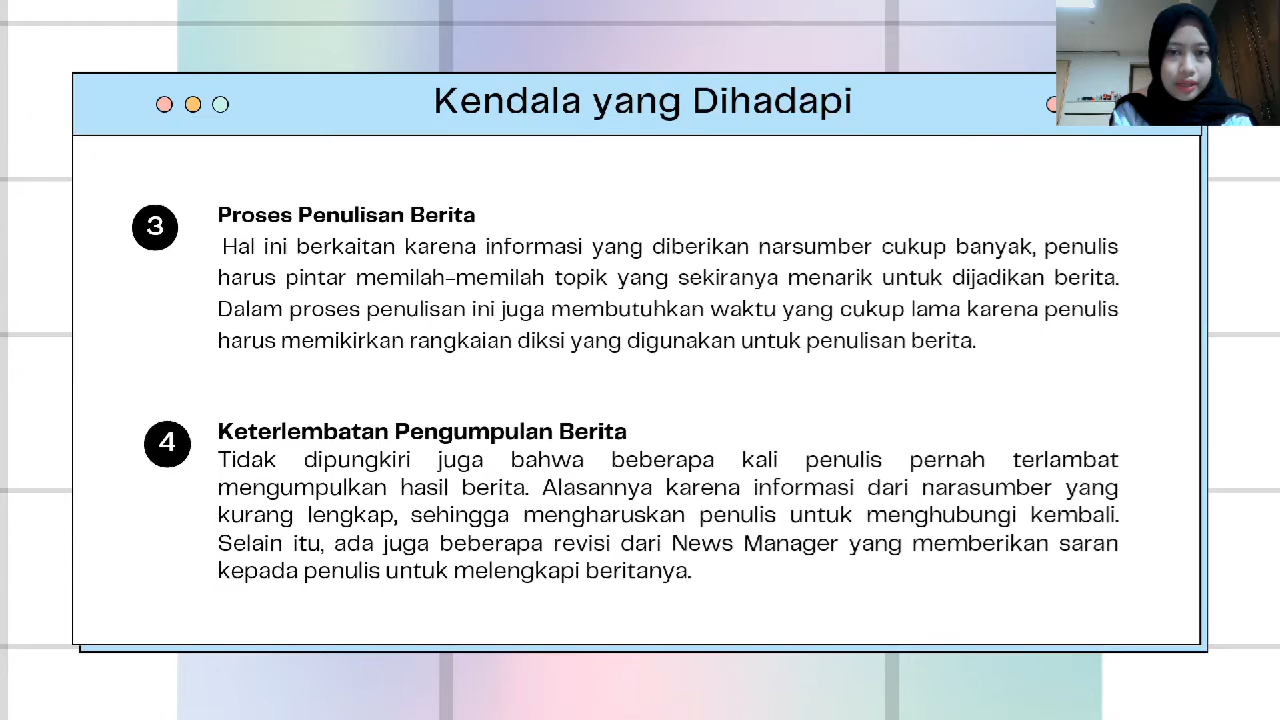 Kendala yang Dihadapi
3
Proses Penulisan Berita
Hal ini berkaitan karena informasi yang diberikan narsumber cukup banyak, penulis
harus pintar memilah-memilah topik yang sekiranya menarik untuk dijadikan berita.
Dalam proses penulisan ini juga membutuhkan waktu yang cukup lama karena penulis
harus memikirkan rangkaian diksi yang digunakan untuk penulisan berita.
4
Keterlembatan Pengumpulan Berita
Tidak dipungkiri juga bahwa beberapa kali penulis pernah terlambat
mengumpulkan hasil berita. Alasannya karena informasi dari narasumber yang
kurang lengkap, sehingga mengharuskan penulis untuk menghubungi kembali.
Selain itu, ada juga beberapa revisi dari News Manager yang memberikan saran
kepada penulis untuk melengkapi beritanya.